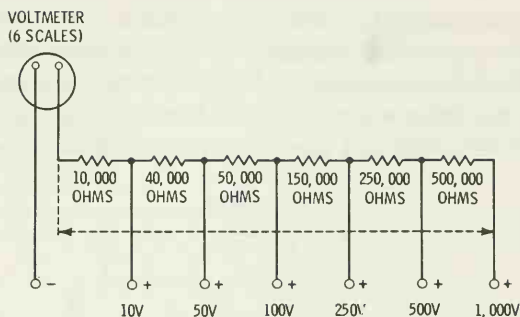 VOLTMETER
(6 SCALES)
10,000 40,000 50,000 150,000 250,000 500,000
OHMS OHMS OHMS OHMS OHMS OHMS
- + + + + + +
10V 50V 100V 250V 500V 1,000V